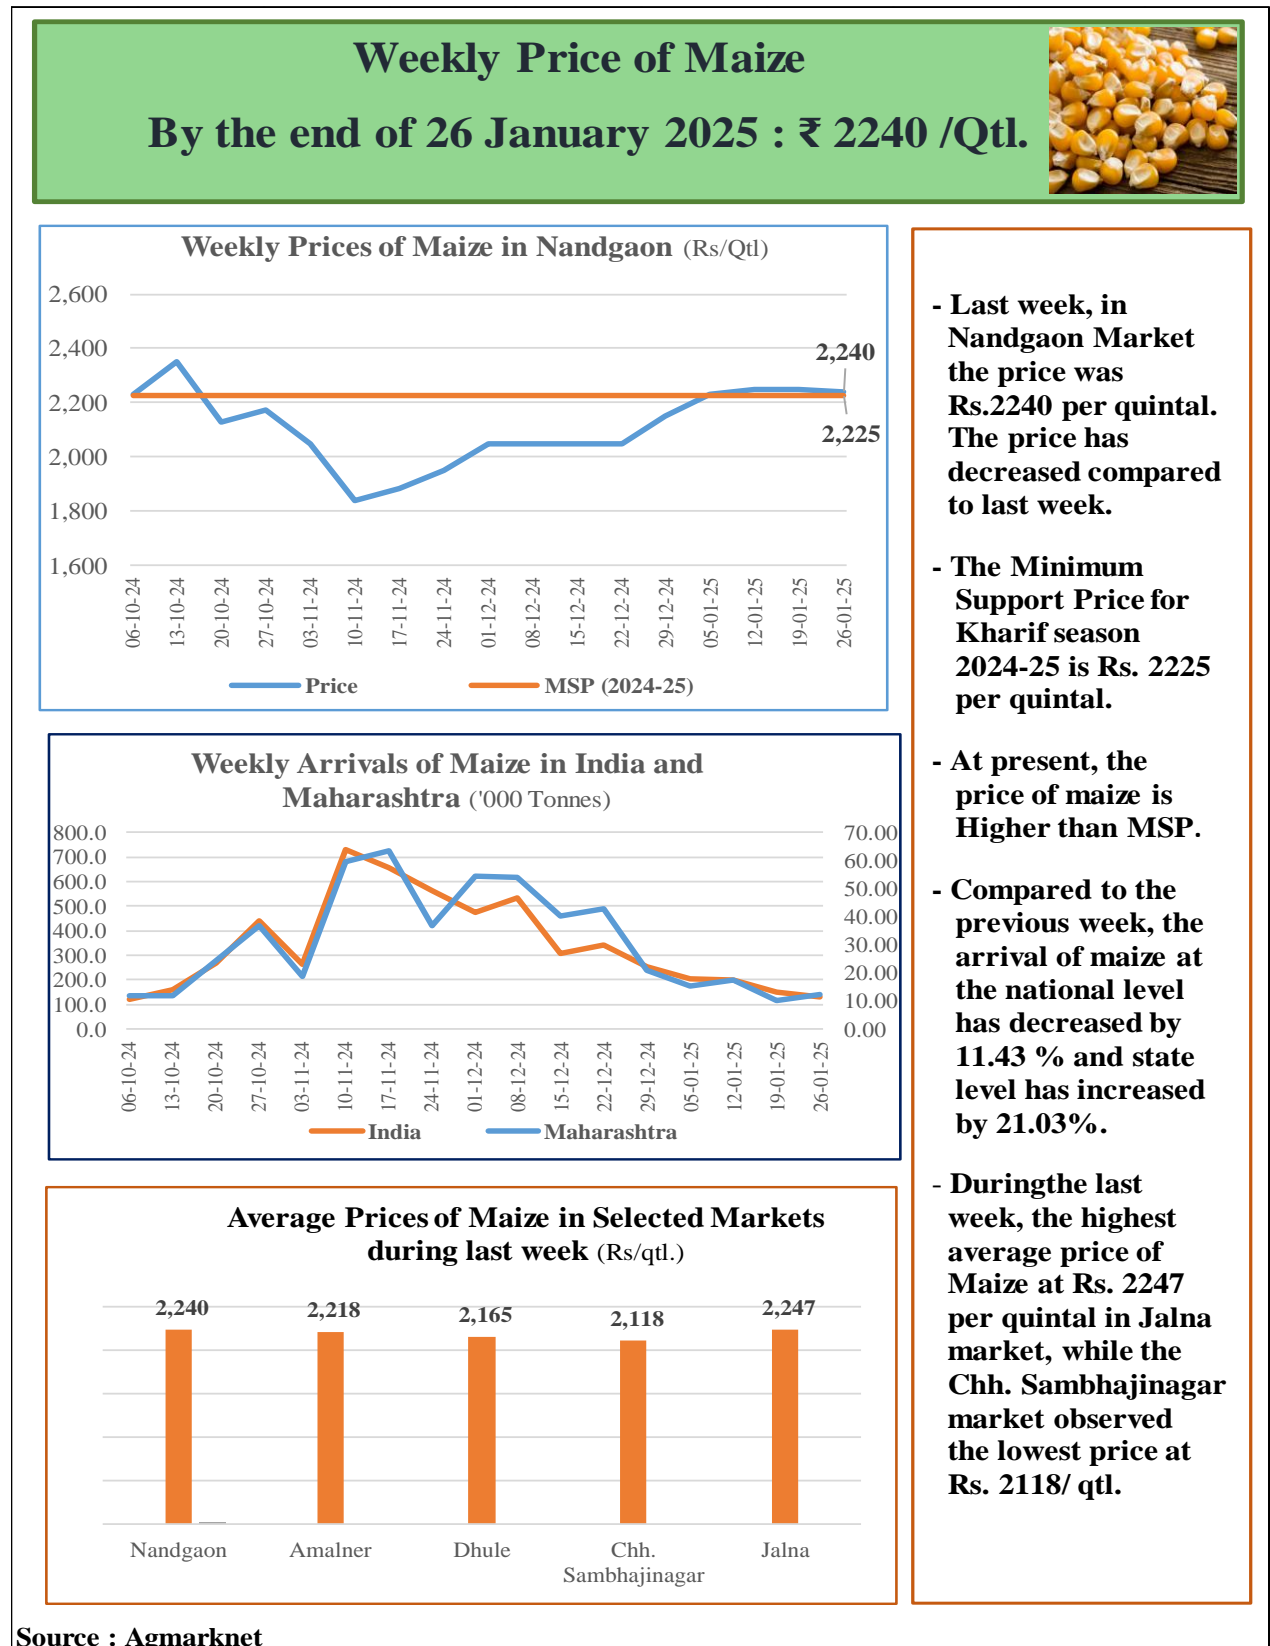 Weekly Price of Maize
By the end of 26 January 2025 : ₹ 2240 /Qtl.
Weekly Prices of Maize in Nandgaon (Rs/Qtl)
2,600
2,400
2,200
2,000
1,800
1,600
2,240
2,225
06-10-24
13-10-24
20-10-24
27-10-24
03-11-24
10-11-24
17-11-24
24-11-24
01-12-24
08-12-24
15-12-24
22-12-24
29-12-24
05-01-25
12-01-25
19-01-25
26-01-25
Price MSP (2024-25)
Weekly Arrivals of Maize in India and
Maharashtra ('000 Tonnes)
800.0
700.0
600.0
500.0
400.0
300.0
200.0
100.0
0.0
70.00
60.00
50.00
40.00
30.00
20.00
10.00
0.00
06-10-24
13-10-24
20-10-24
27-10-24
03-11-24
10-11-24
17-11-24
24-11-24
01-12-24
08-12-24
15-12-24
22-12-24
29-12-24
05-01-25
12-01-25
19-01-25
26-01-25
India Maharashtra
Average Prices of Maize in Selected Markets
during last week (Rs/qtl.)
2,240 2,218 2,165 2,118 2,247
Nandgaon Amalner Dhule Chh. Jalna
Sambhajinagar
- Last week, in
Nandgaon Market
the price was
Rs.2240 per quintal.
The price has
decreased compared
to last week.
- The Minimum
Support Price for
Kharif season
2024-25 is Rs. 2225
per quintal.
- At present, the
price of maize is
Higher than MSP.
- Compared to the
previous week, the
arrival of maize at
the national level
has decreased by
11.43 % and state
level has increased
by 21.03%.
- Duringthe last
week, the highest
average price of
Maize at Rs. 2247
per quintal in Jalna
market, while the
Chh. Sambhajinagar
market observed
the lowest price at
Rs. 2118/ qtl.
Source : Agmarknet